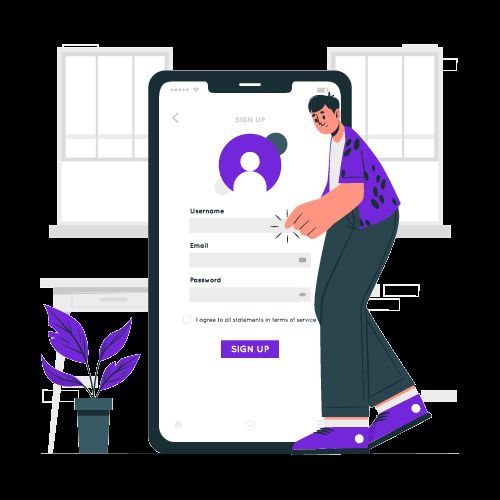 SIGN UP
Username
Email
Password
I agree to all statements in terms of service
SIGN UP